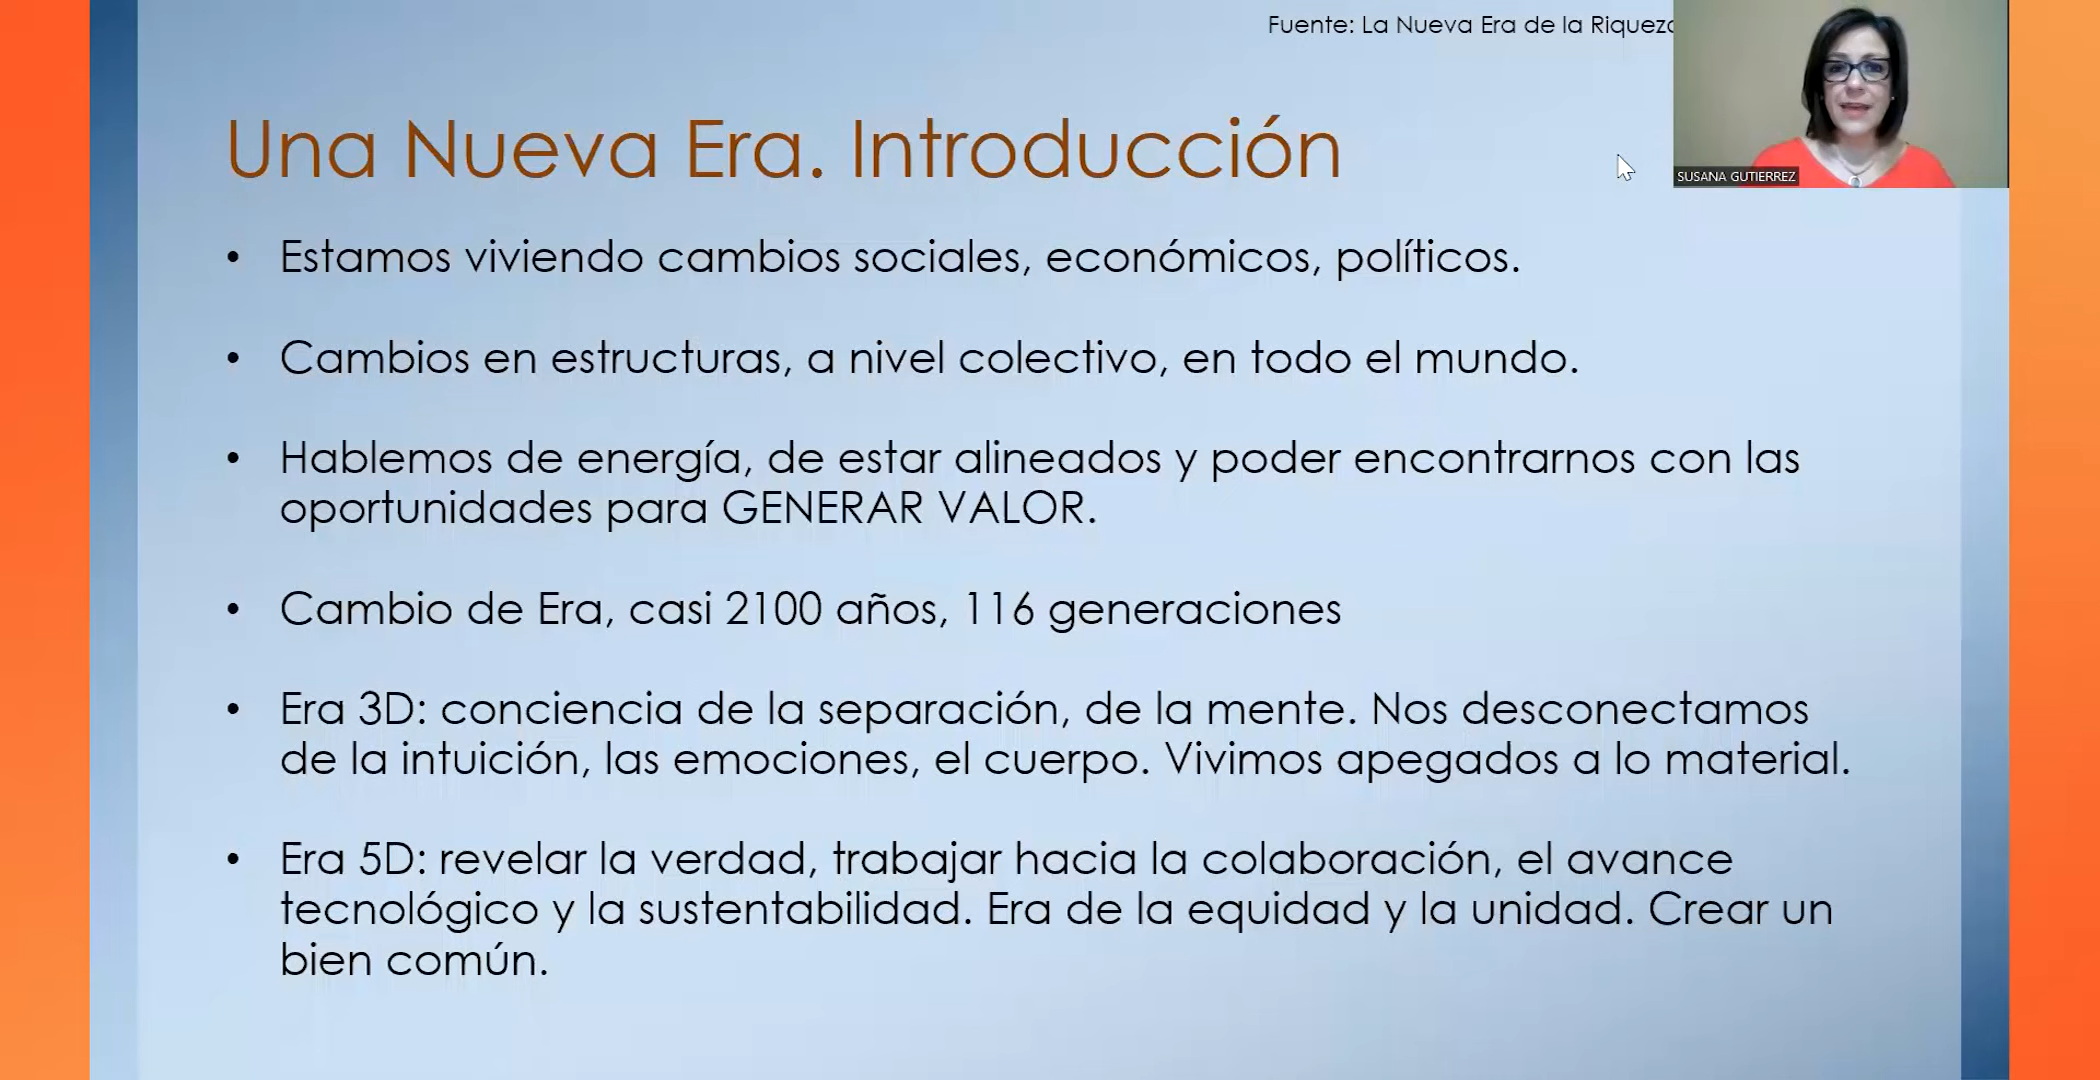 Fuente: La Nueva Era de la Riqueza
Una Nueva Era. Introducción
SUSANA GUTIERREZ
• Estamos viviendo cambios sociales, económicos, políticos.
• Cambios en estructuras, a nivel colectivo, en todo el mundo.
• Hablemos de energía, de estar alineados y poder encontrarnos con las
oportunidades para GENERAR VALOR.
• Cambio de Era, casi 2100 años, 116 generaciones
• Era 3D: conciencia de la separación, de la mente. Nos desconectamos
de la intuición, las emociones, el cuerpo. Vivimos apegados a lo material.
• Era 5D: revelar la verdad, trabajar hacia la colaboración, el avance
tecnológico y la sustentabilidad. Era de la equidad y la unidad. Crear un
bien común.